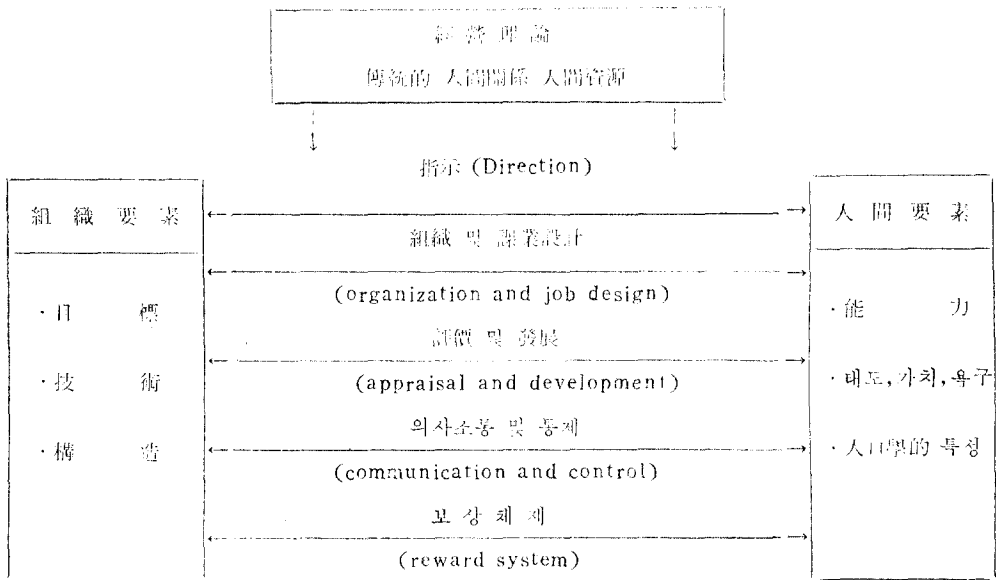 經營理論
傳統的 人間關係 人間資源
指示 (Direction)
組織要素
人間要素
組織 및 課業設計
(organization and job design)
· 目標
· 能力
評價 및 發展
(appraisal and development)
· 技術
· 태도, 가치, 욕구
의사소통 및 통제
(communication and control)
· 構造
· 人口學的 특성
보상체제
(reward system)